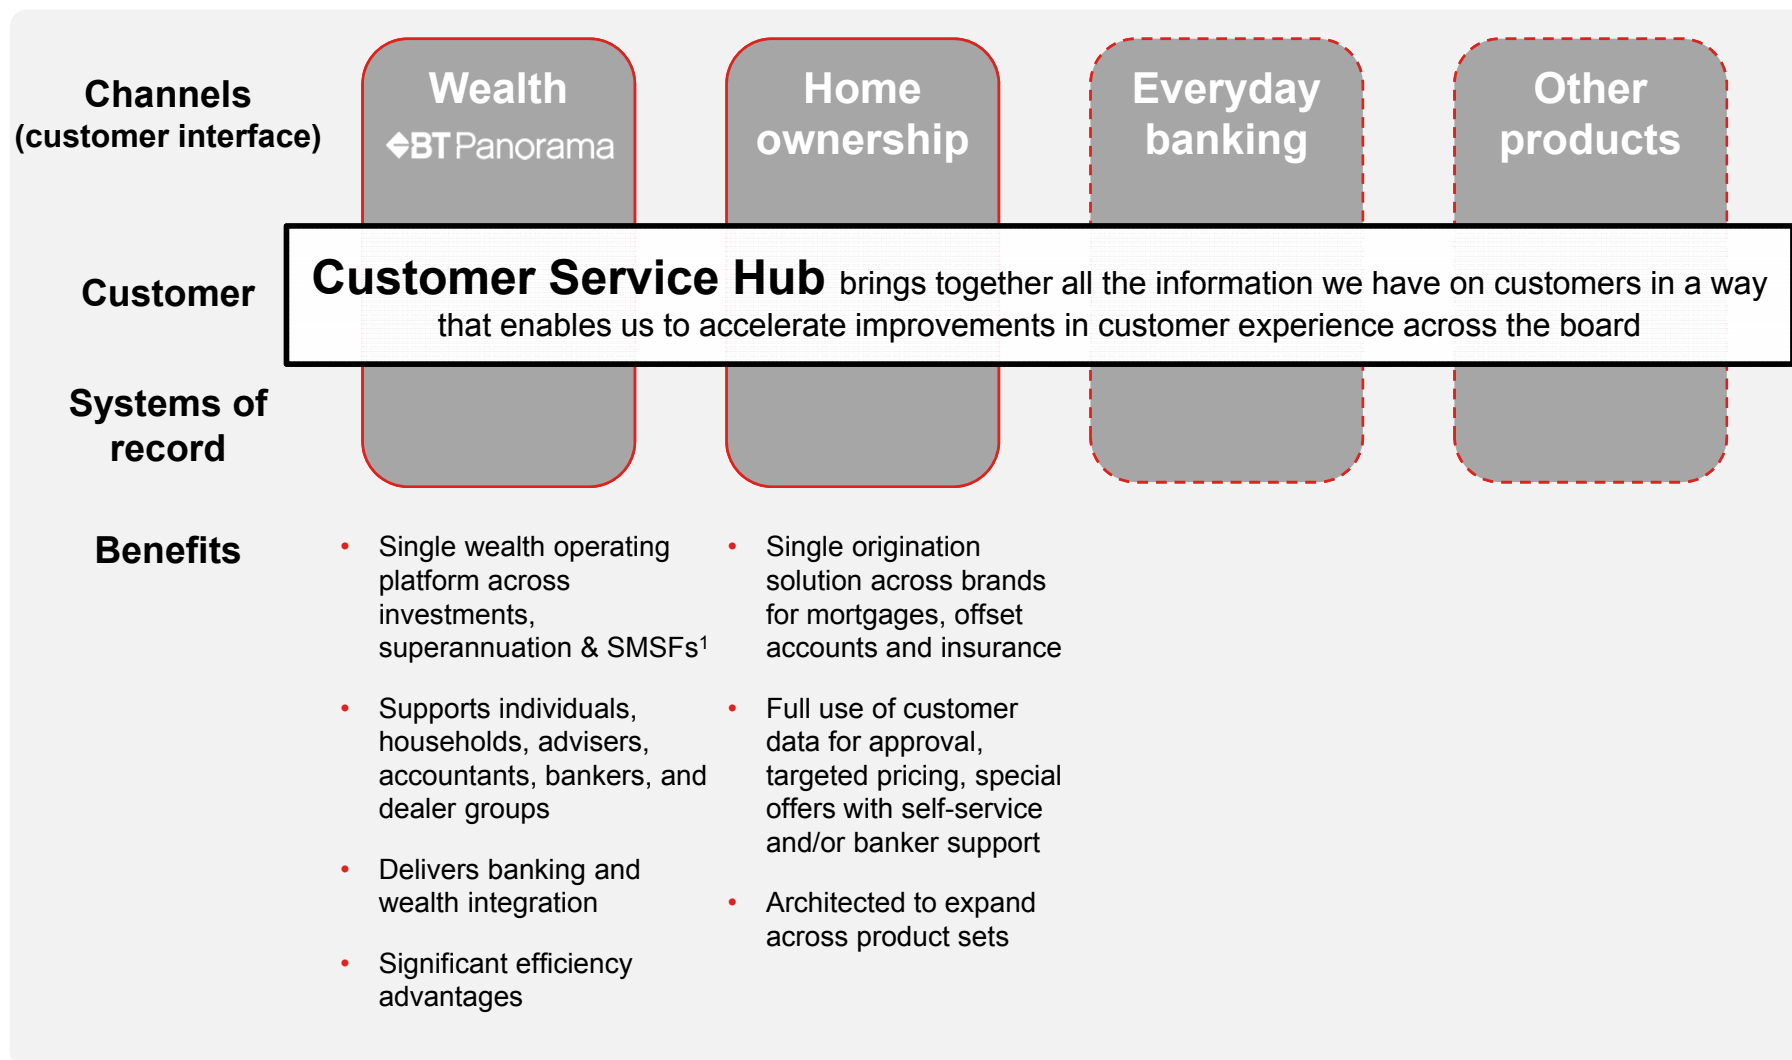 Channels
(customer interface)
Wealth
BT Panorama
Home
ownership
Everyday
banking
Other
products
Customer
Customer Service Hub brings together all the information we have on customers in a way
that enables us to accelerate improvements in customer experience across the board
Systems of
record
Benefits
• Single wealth operating
platform across
investments,
superannuation & SMSFs¹
• Supports individuals,
households, advisers,
accountants, bankers, and
dealer groups
• Delivers banking and
wealth integration
• Significant efficiency
advantages
• Single origination
solution across brands
for mortgages, offset
accounts and insurance
• Full use of customer
data for approval,
targeted pricing, special
offers with self-service
and/or banker support
• Architected to expand
across product sets